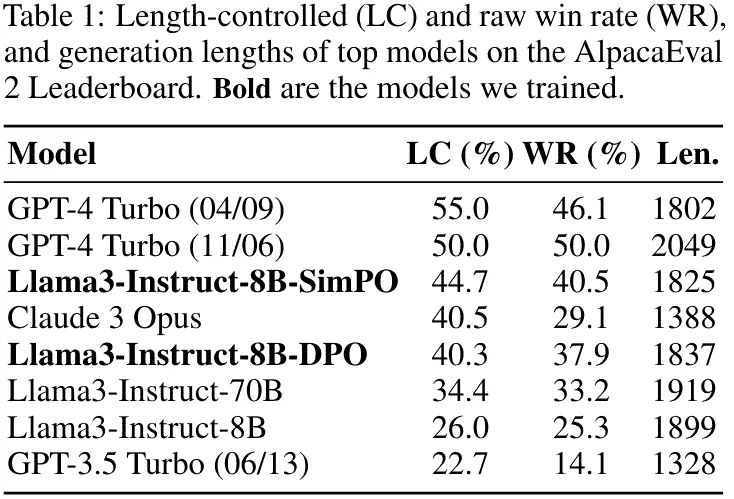 Table 1: Length-controlled (LC) and raw win rate (WR),
and generation lengths of top models on the AlpacaEval
2 Leaderboard. Bold are the models we trained.
Model LC (%) WR (%) Len.
GPT-4 Turbo (04/09) 55.0 46.1 1802
GPT-4 Turbo (11/06) 50.0 50.0 2049
Llama3-Instruct-8B-SimPO 44.7 40.5 1825
Claude 3 Opus 40.5 29.1 1388
Llama3-Instruct-8B-DPO 40.3 37.9 1837
Llama3-Instruct-70B 34.4 33.2 1919
Llama3-Instruct-8B 26.0 25.3 1899
GPT-3.5 Turbo (06/13) 22.7 14.1 1328